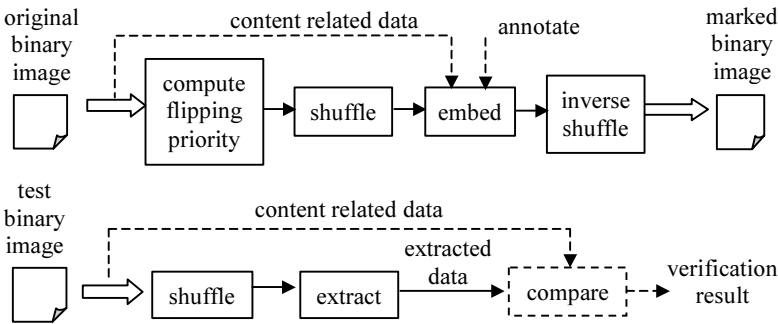 original
binary
image
content related data
annotate
marked
binary
image
compute
flipping
priority
shuffle
embed
inverse
shuffle
test
binary
image
content related data
extracted
data
shuffle
extract
compare
verification
result